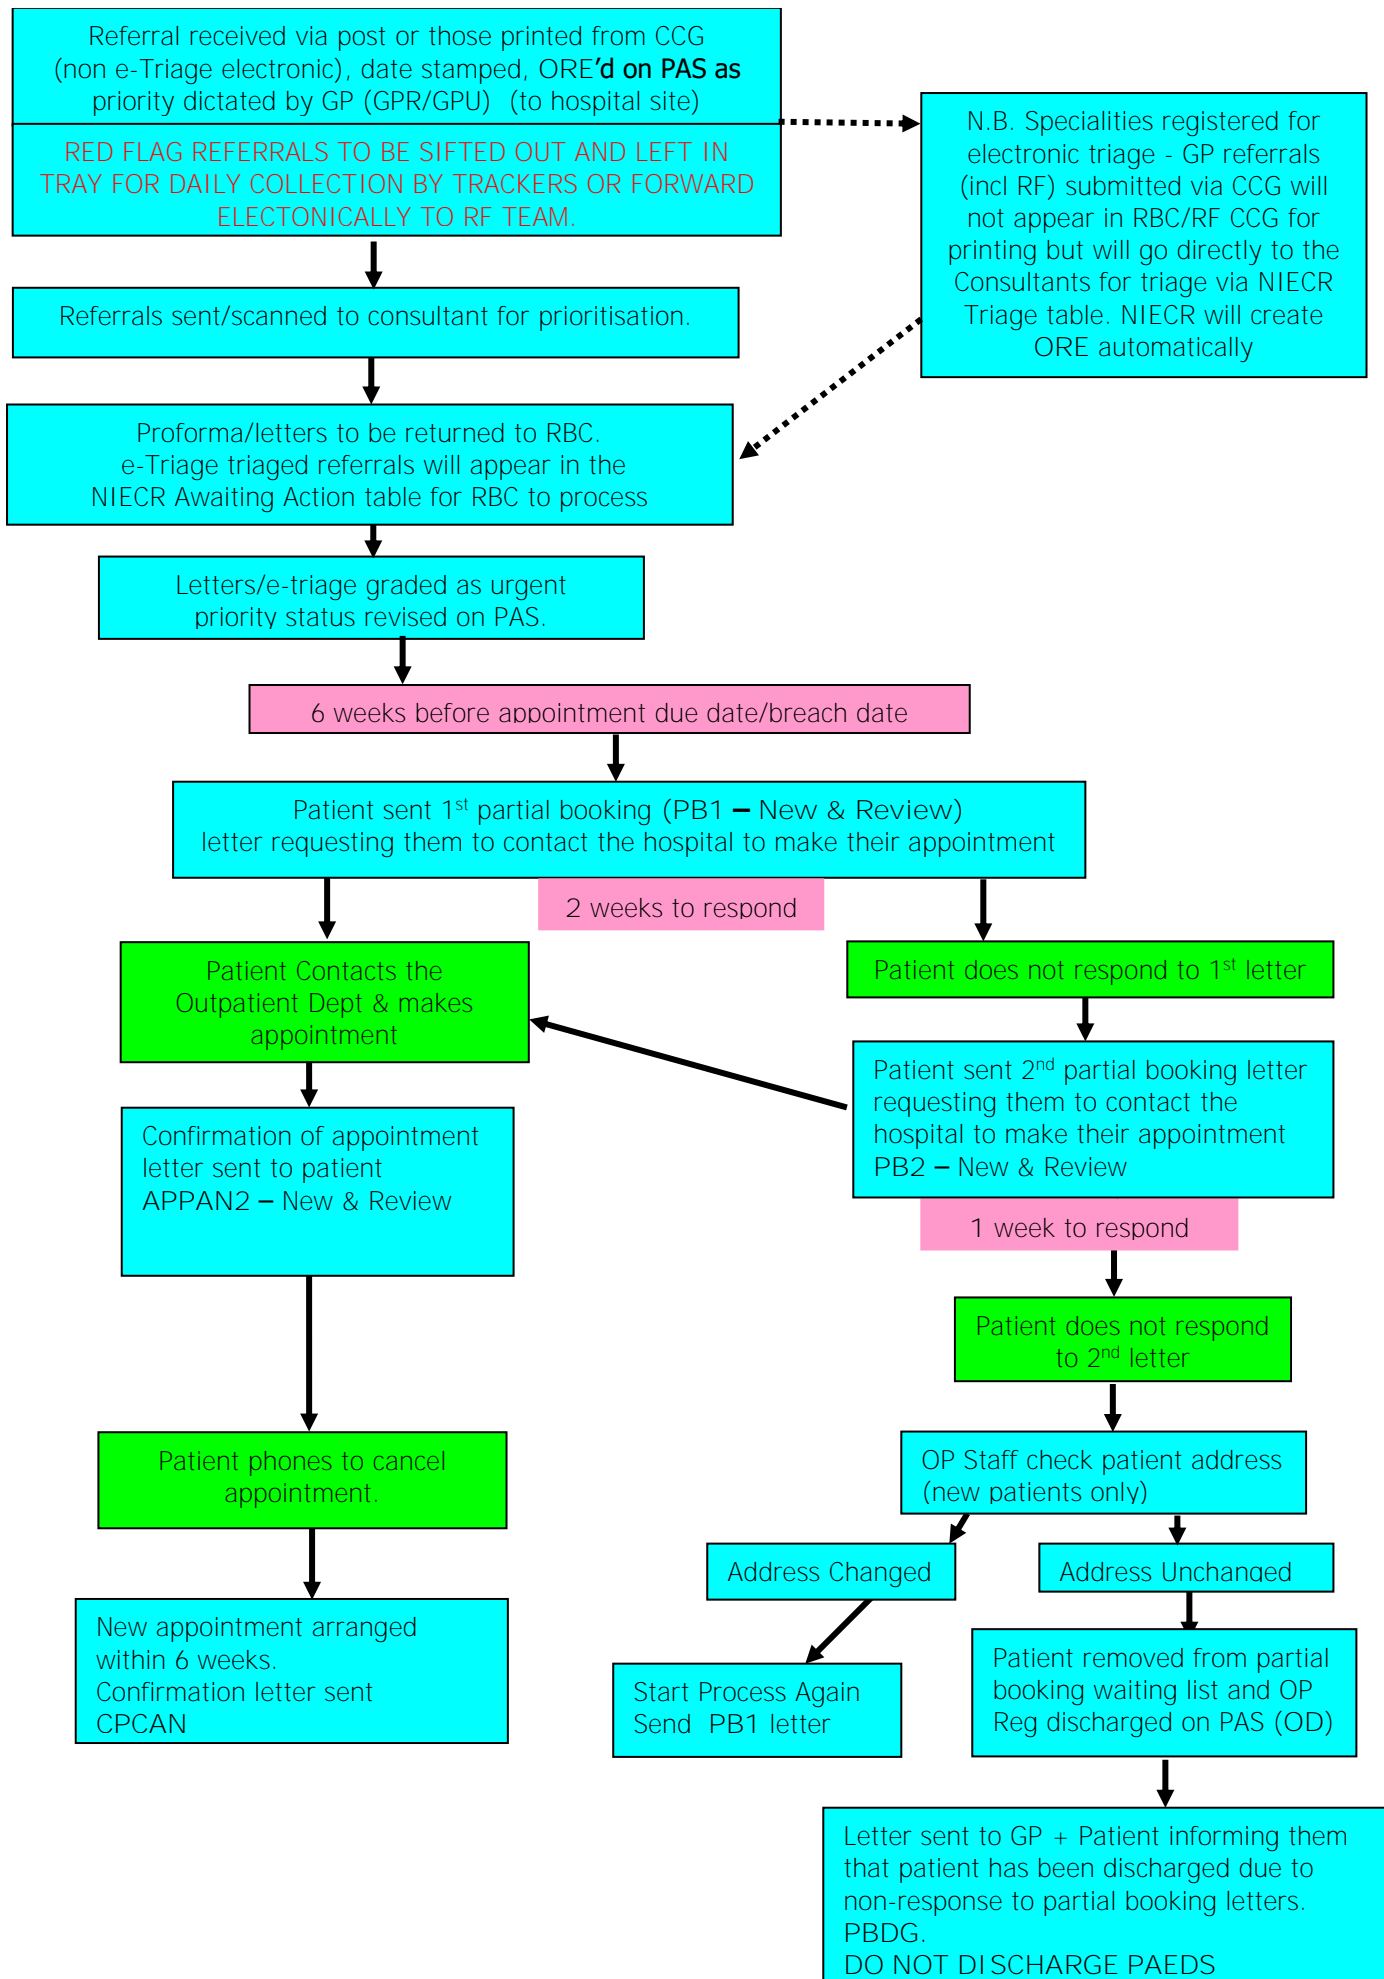 Referral received via post or those printed from CCG
(non e-Triage electronic), date stamped, ORE'd on PAS as
priority dictated by GP (GPR/GPU) (to hospital site)
RED FLAG REFERRALS TO BE SIFTED OUT AND LEFT IN
TRAY FOR DAILY COLLECTION BY TRACKERS OR FORWARD
ELECTONICALLY TO RF TEAM.
N.B. Specialities registered for
electronic triage - GP referrals
(incl RF) submitted via CCG will
not appear in RBC/RF CCG for
printing but will go directly to the
Consultants for triage via NIECR
Triage table. NIECR will create
ORE automatically
Referrals sent/scanned to consultant for prioritisation.
Proforma/letters to be returned to RBC.
e-Triage triaged referrals will appear in the
NIECR Awaiting Action table for RBC to process
Letters/e-triage graded as urgent
priority status revised on PAS.
6 weeks before appointment due date/breach date
Patient sent 1st partial booking (PB1 – New & Review)
letter requesting them to contact the hospital to make their appointment
2 weeks to respond
Patient Contacts the
Outpatient Dept & makes
appointment
Patient does not respond to 1st letter
Patient sent 2nd partial booking letter
requesting them to contact the
hospital to make their appointment
PB2 – New & Review
Confirmation of appointment
letter sent to patient
APPAN2 – New & Review
1 week to respond
Patient does not respond
to 2nd letter
Patient phones to cancel
appointment.
OP Staff check patient address
(new patients only)
Address Changed
Address Unchanged
New appointment arranged
within 6 weeks.
Confirmation letter sent
CPCAN
Start Process Again
Send PB1 letter
Patient removed from partial
booking waiting list and OP
Reg discharged on PAS (OD)
Letter sent to GP + Patient informing them
that patient has been discharged due to
non-response to partial booking letters.
PBDG.
DO NOT DISCHARGE PAEDS